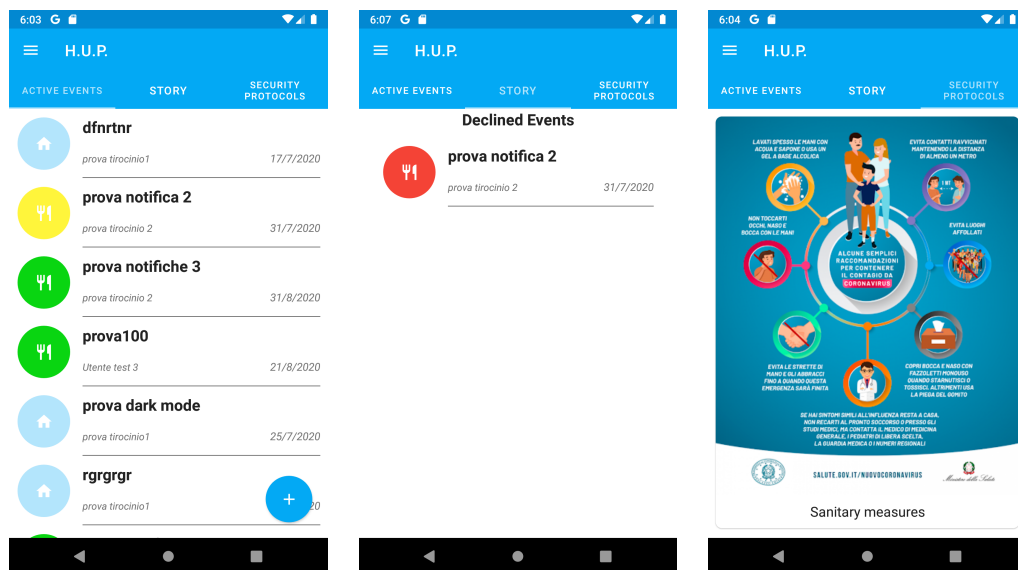 6:03
H.U.P.
ACTIVE EVENTS
STORY
SECURITY
PROTOCOLS
dfnrtnr
prova tirocinio1 17/7/2020
prova notifica 2
prova tirocinio 2 31/7/2020
prova notifiche 3
prova tirocinio 2 31/8/2020
prova100
Utente test 3 21/8/2020
prova dark mode
prova tirocinio1 25/7/2020
rgrgrgr
prova tirocinio1 20
+
6:07
H.U.P.
ACTIVE EVENTS
STORY
SECURITY
PROTOCOLS
Declined Events
prova notifica 2
prova tirocinio 2 31/7/2020
6:04
H.U.P.
ACTIVE EVENTS
STORY
SECURITY
PROTOCOLS
LAVATI SPESSO LE MANI CON
ACQUA E SAPONE O USA UN
GEL A BASE ALCOLICA
EVITA CONTATTI RAVVICINATI
MANTENENDO LA DISTANZA
DI ALMENO UN METRO
1 MT
NON TOCCARTI
OCCHI, NASO E
BOCCA CON LE MANI
EVITA LUOGHI
AFFOLLATI
ALCUNE SEMPLICI
RACCOMANDAZIONI
PER CONTENERE
IL CONTAGIO DA
CORONAVIRUS
EVITA LE STRETTE DI
MANO E GLI ABBRACCI
FINO A QUANDO QUESTA
EMERGENZA SARÀ FINITA
COPRI BOCCA E NASO CON
FAZZOLETTI MONOUSO
QUANDO STARNUTISCI O
TOSSISCI. ALTRIMENTI USA
LA PIEGA DEL GOMITO
SE HAI SINTOMI SIMILI ALL'INFLUENZA RESTA A CASA,
NON RECARTI AL PRONTO SOCCORSO O PRESSO GLI
STUDI MEDICI, MA CONTATTA IL MEDICO DI MEDICINA
GENERALE, I PEDIATRI DI LIBERA SCELTA,
LA GUARDIA MEDICA O I NUMERI REGIONALI
SALUTE.GOV.IT/NUOVOCORONAVIRUS
Ministero della Salute
Sanitary measures